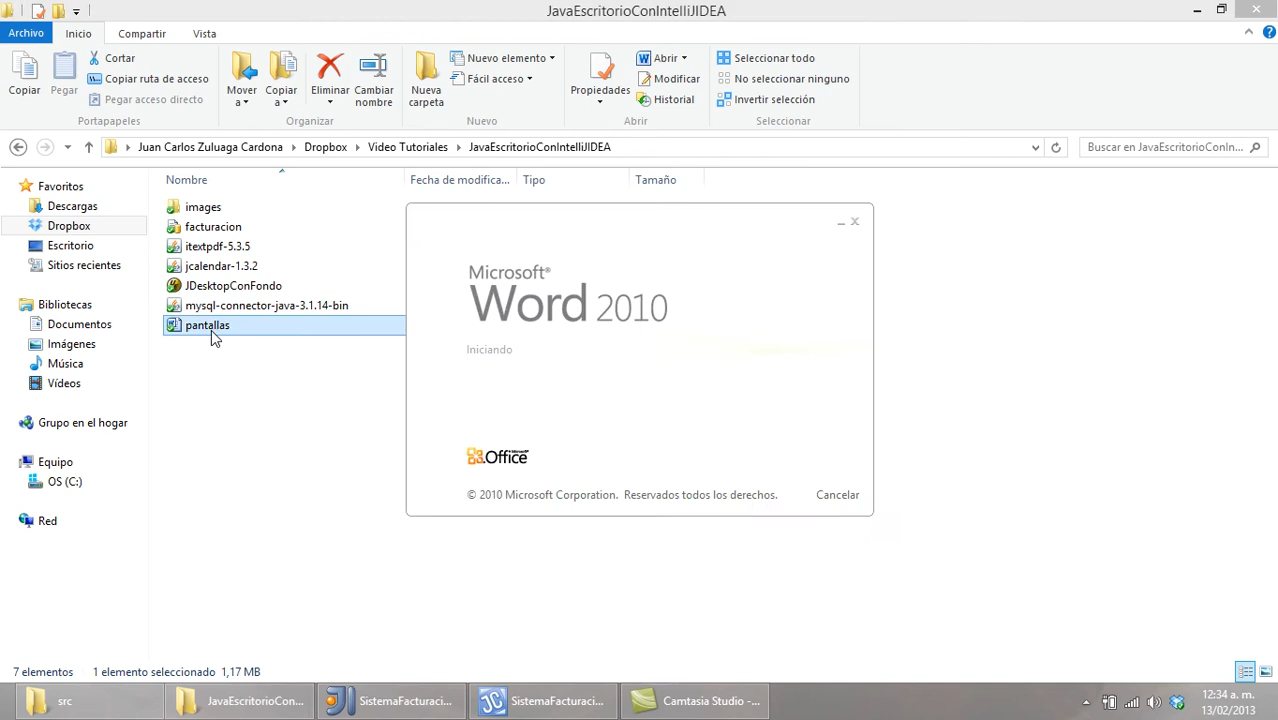 JavaEscritorioConIntelliJIDEA
Archivo Inicio Compartir Vista
Copiar
Pegar
Cortar
Copiar ruta de acceso
Pegar acceso directo
Portapapeles
Mover a
Copiar a
Eliminar
Cambiar nombre
Organizar
Nueva carpeta
Nuevo elemento
Fácil acceso
Nuevo
Propiedades
Abrir
Modificar
Historial
Abrir
Seleccionar todo
No seleccionar ninguno
Invertir selección
Seleccionar
Juan Carlos Zuluaga Cardona Dropbox Video Tutoriales JavaEscritorioConIntelliJIDEA
Buscar en JavaEscritorioConIn...
Favoritos
Descargas
Dropbox
Escritorio
Sitios recientes
Bibliotecas
Documentos
Imágenes
Música
Vídeos
Grupo en el hogar
Equipo
OS (C:)
Red
Nombre Fecha de modifica... Tipo Tamaño
images
facturacion
itextpdf-5.3.5
jcalendar-1.3.2
JDesktopConFondo
mysql-connector-java-3.1.14-bin
pantallas
Microsoft®
Word 2010
Iniciando
Microsoft Office
© 2010 Microsoft Corporation. Reservados todos los derechos. Cancelar
7 elementos 1 elemento seleccionado 1,17 MB
src JavaEscritorioCon... SistemaFacturaci... SistemaFacturaci... Camtasia Studio -...
12:34 a. m.
13/02/2013